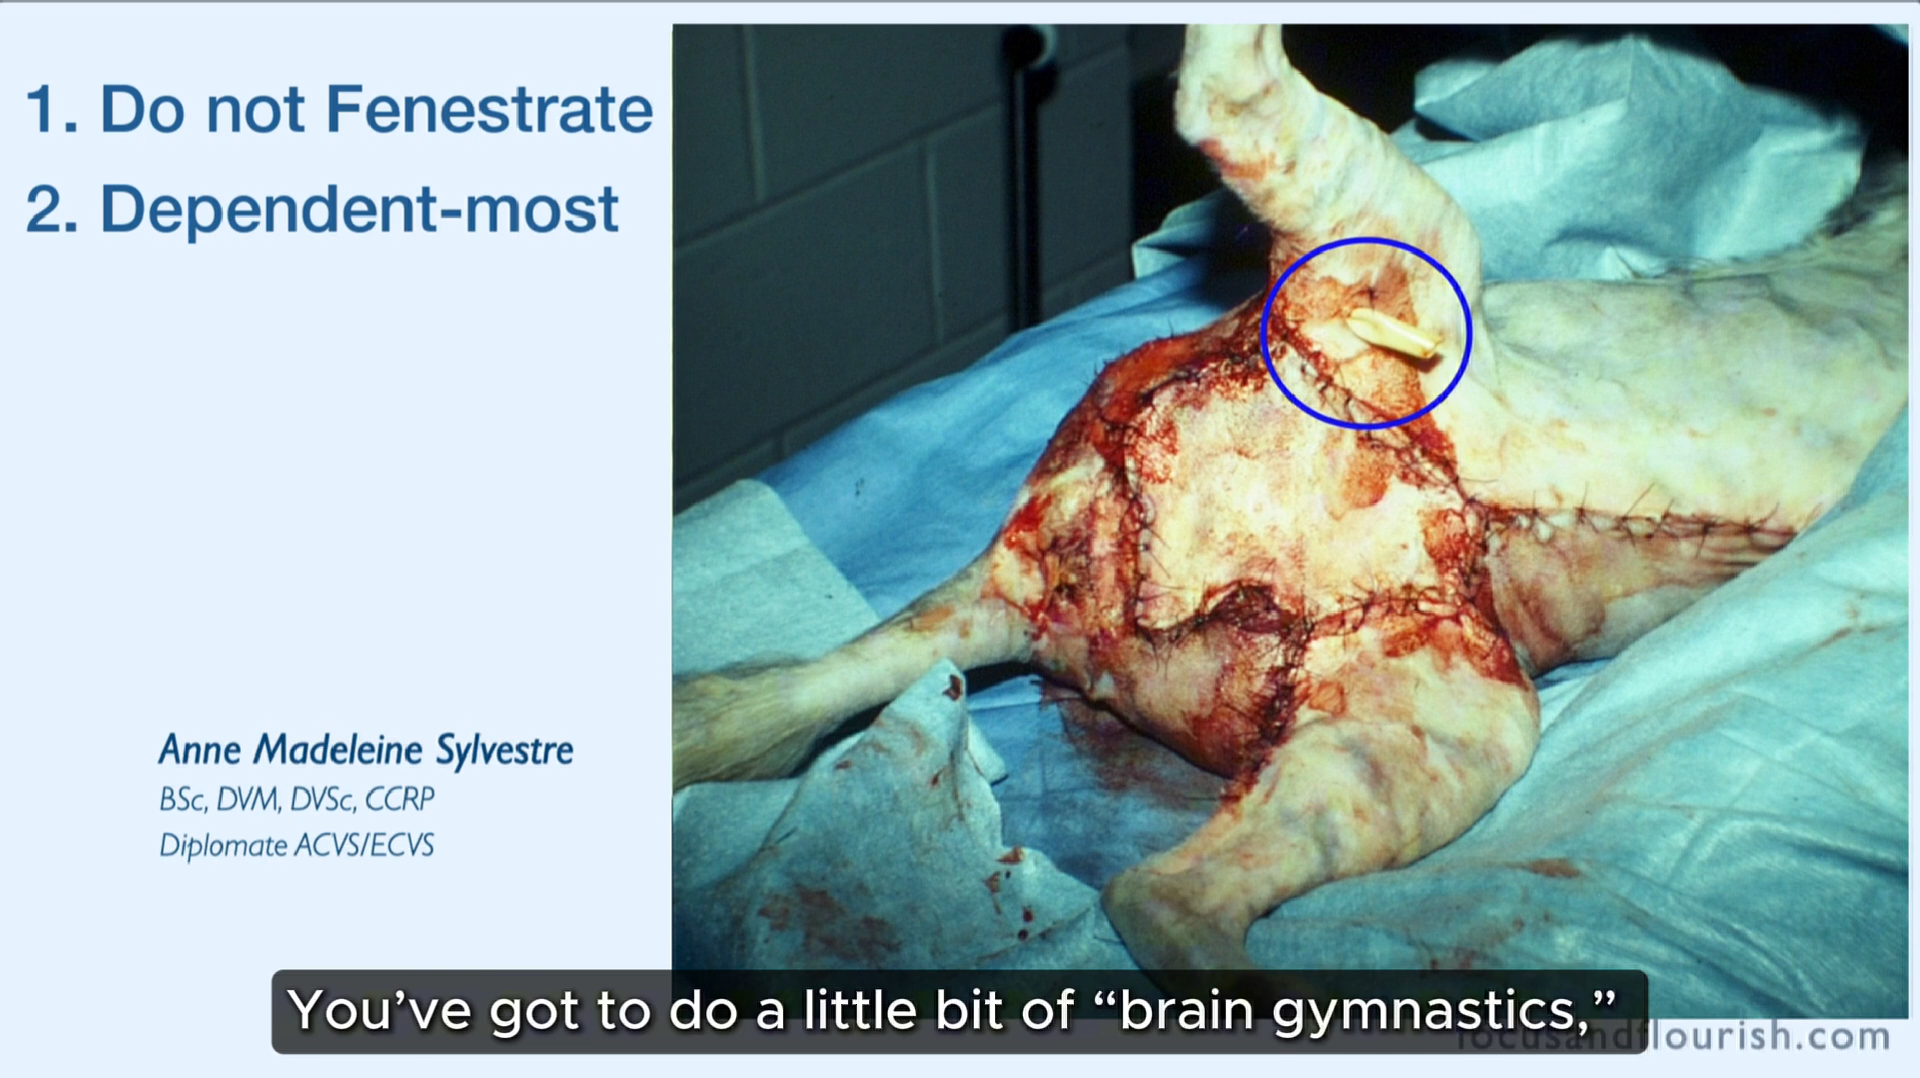 1. Do not Fenestrate
2. Dependent-most
Anne Madeleine Sylvestre
BSc, DVM, DVSc, CCRP
Diplomate ACVS/ECVS
You’ve got to do a little bit of “brain gymnastics,”
focusandflourish.com